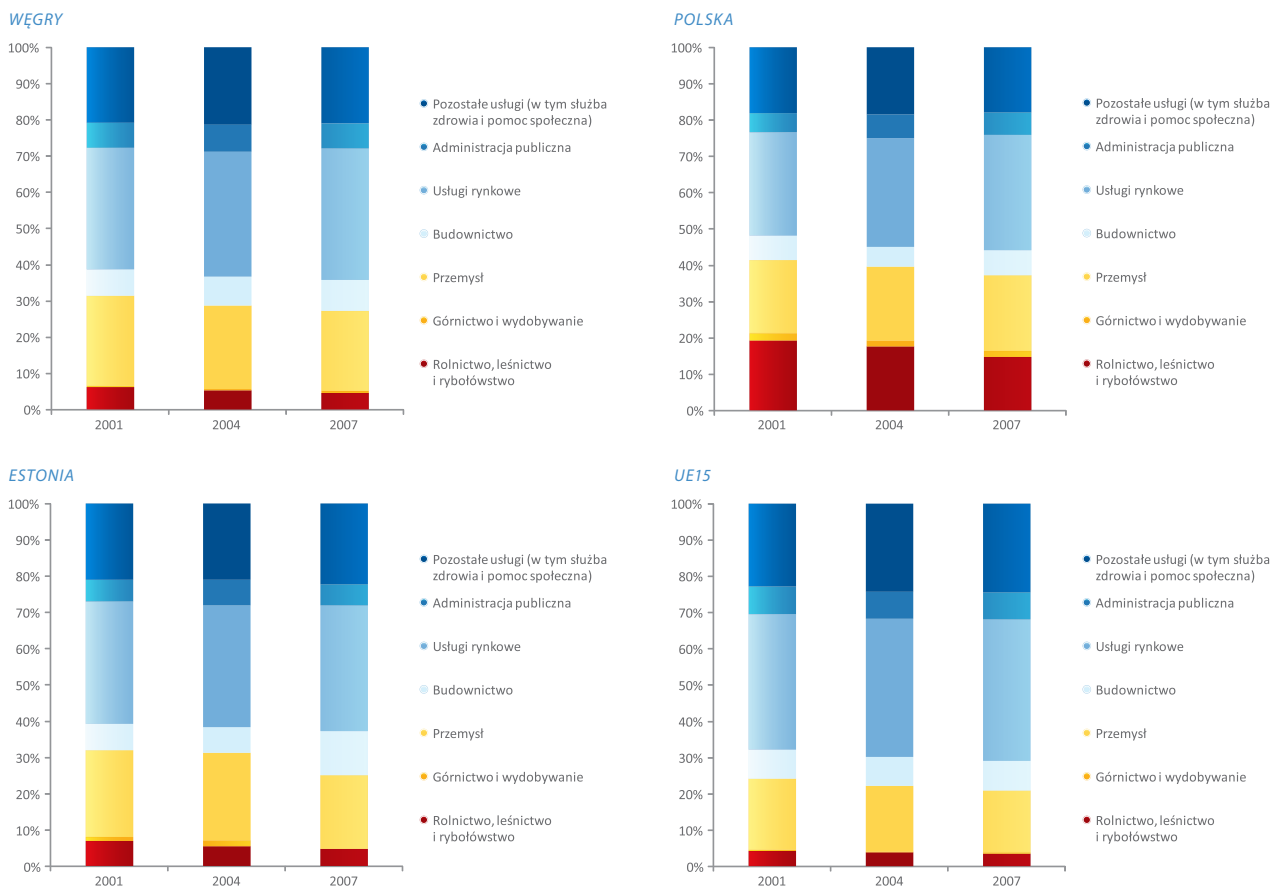 WĘGRY
100%
90%
80%
70%
60%
50%
40%
30%
20%
10%
0%
2001
2004
2007
Pozostałe usługi (w tym służba
zdrowia i pomoc społeczna)
Administracja publiczna
Usługi rynkowe
Budownictwo
Przemysł
Górnictwo i wydobywanie
Rolnictwo, leśnictwo
i rybołówstwo
POLSKA
100%
90%
80%
70%
60%
50%
40%
30%
20%
10%
0%
2001
2004
2007
Pozostałe usługi (w tym służba
zdrowia i pomoc społeczna)
Administracja publiczna
Usługi rynkowe
Budownictwo
Przemysł
Górnictwo i wydobywanie
Rolnictwo, leśnictwo
i rybołówstwo
ESTONIA
100%
90%
80%
70%
60%
50%
40%
30%
20%
10%
0%
2001
2004
2007
Pozostałe usługi (w tym służba
zdrowia i pomoc społeczna)
Administracja publiczna
Usługi rynkowe
Budownictwo
Przemysł
Górnictwo i wydobywanie
Rolnictwo, leśnictwo
i rybołówstwo
UE15
100%
90%
80%
70%
60%
50%
40%
30%
20%
10%
0%
2001
2004
2007
Pozostałe usługi (w tym służba
zdrowia i pomoc społeczna)
Administracja publiczna
Usługi rynkowe
Budownictwo
Przemysł
Górnictwo i wydobywanie
Rolnictwo, leśnictwo
i rybołówstwo